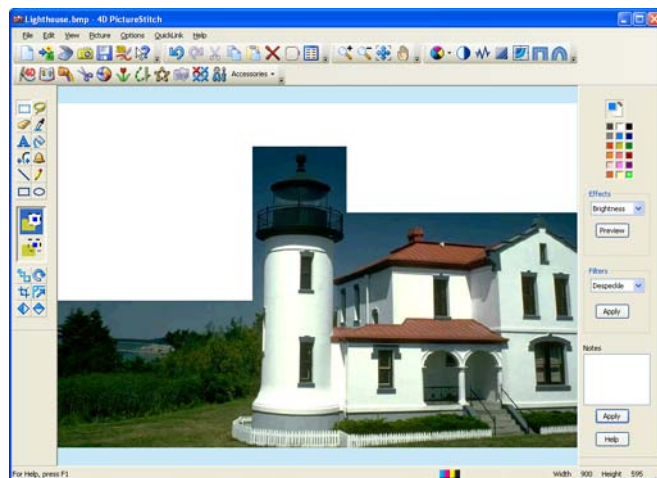 Lighthouse.bmp - 4D PictureStitch
File Edit View Picture Options QuickLink Help
Accessories
Effects
Brightness
Preview
Filters
Despeckle
Apply
Notes
Apply
Help
For Help, press F1
Width 900 Height 595